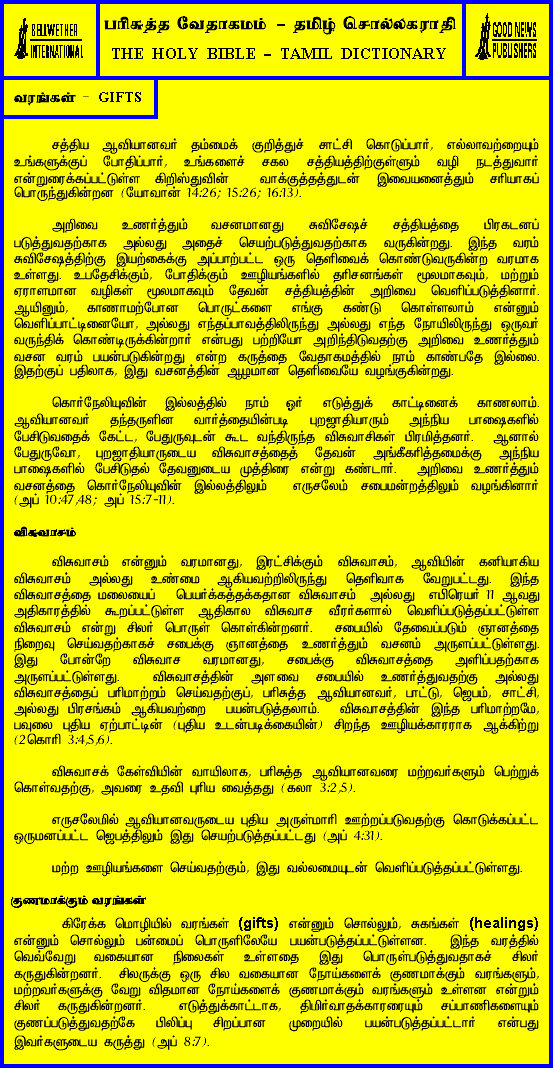 BELLWETHER
INTERNATIONAL
பரிசுத்த வேதாகமம் - தமிழ் சொல்லகராதி
THE HOLY BIBLE - TAMIL DICTIONARY
GOOD NEWS
PUBLISHERS
வரங்கள் - GIFTS
சத்திய ஆவியானவர் தம்மைக் குறித்துச் சாட்சி கொடுப்பார், எல்லாவற்றையும்
உங்களுக்குப் போதிப்பார், உங்களைச் சகல சத்தியத்திற்குள்ளும் வழி நடத்துவார்
என்றுரைக்கப்பட்டுள்ள கிறிஸ்துவின் வாக்குத்தத்துடன் இவையனைத்தும் சரியாகப்
பொருந்துகின்றன (யோவான் 14:26; 15:26; 16:13).
அறிவை உணர்த்தும் வசனமானது சுவிசேஷச் சத்தியத்தை பிரகடனப்
படுத்துவதற்காக அல்லது அதைச் செயற்படுத்துவதற்காக வருகின்றது. இந்த வரம்
சுவிசேஷத்திற்கு இயற்கைக்கு அப்பாற்பட்ட ஒரு தெளிவைக் கொண்டுவருகின்ற வரமாக
உள்ளது. உபதேசிக்கும், போதிக்கும் ஊழியங்களில் தரிசனங்கள் மூலமாகவும், மற்றும்
ஏராளமான வழிகள் மூலமாகவும் தேவன் சத்தியத்தின் அறிவை வெளிப்படுத்தினார்.
ஆயினும், காணாமற்போன பொருட்களை எங்கு கண்டு கொள்ளலாம் என்னும்
வெளிப்பாட்டினையோ, அல்லது எந்தப்பாவத்திலிருந்து அல்லது எந்த நோயிலிருந்து ஒருவர்
வருந்திக் கொண்டிருக்கின்றார் என்பது பற்றியோ அறிந்திடுவதற்கு அறிவை உணர்த்தும்
வசன வரம் பயன்படுகின்றது என்ற கருத்தை வேதாகமத்தில் நாம் காண்பதே இல்லை.
இதற்குப் பதிலாக, இது வசனத்தின் ஆழமான தெளிவையே வழங்குகின்றது.
கொர்நேலியுவின் இல்லத்தில் நாம் ஓர் எடுத்துக் காட்டினைக் காணலாம்.
ஆவியானவர் தந்தருளின வார்த்தையின்படி புறஜாதியாரும் அந்நிய பாஷைகளில்
பேசிடுவதைக் கேட்ட, பேதுருவுடன் கூட வந்திருந்த விசுவாசிகள் பிரமித்தனர். ஆனால்
பேதுருவோ, புறஜாதியாருடைய விசுவாசத்தைத் தேவன் அங்கீகரித்தமைக்கு அந்நிய
பாஷைகளில் பேசிடுதல் தேவனுடைய முத்திரை என்று கண்டார். அறிவை உணர்த்தும்
வசனத்தை கொர்நேலியுவின் இல்லத்திலும் எருசலேம் சபைமன்றத்திலும் வழங்கினார்
(அப் 10:47,48; அப் 15:7-11).
விசுவாசம்
விசுவாசம் என்னும் வரமானது, இரட்சிக்கும் விசுவாசம், ஆவியின் கனியாகிய
விசுவாசம் அல்லது உண்மை ஆகியவற்றிலிருந்து தெளிவாக வேறுபட்டது. இந்த
விசுவாசத்தை மலையைப் பெயர்க்கத்தக்கதான விசுவாசம் அல்லது எபிரெயர் 11 ஆவது
அதிகாரத்தில் கூறப்பட்டுள்ள ஆதிகால விசுவாச வீரர்களால் வெளிப்படுத்தப்பட்டுள்ள
விசுவாசம் என்று சிலர் பொருள் கொள்கின்றனர். சபையில் தேவைப்படும் ஞானத்தை
நிறைவு செய்வதற்காகச் சபைக்கு ஞானத்தை உணர்த்தும் வசனம் அருளப்பட்டுள்ளது.
இது போன்றே விசுவாச வரமானது, சபைக்கு விசுவாசத்தை அளிப்பதற்காக
அருளப்பட்டுள்ளது. விசுவாசத்தின் அளவை சபையில் உணர்த்துவதற்கு அல்லது
விசுவாசத்தைப் பரிமாற்றம் செய்வதற்குப், பரிசுத்த ஆவியானவர், பாட்டு, ஜெபம், சாட்சி,
அல்லது பிரசங்கம் ஆகியவற்றை பயன்படுத்தலாம். விசுவாசத்தின் இந்த பரிமாற்றமே,
பவுலை புதிய ஏற்பாட்டின் (புதிய உடன்படிக்கையின்) சிறந்த ஊழியக்காரராக ஆக்கிற்று
(2கொரி 3:4,5,6).
விசுவாசக் கேள்வியின் வாயிலாக, பரிசுத்த ஆவியானவரை மற்றவர்களும் பெற்றுக்
கொள்வதற்கு, அவரை உதவி புரிய வைத்தது (கலா 3:2,5).
எருசலேமில் ஆவியானவருடைய புதிய அருள்மாரி ஊற்றப்படுவதற்கு கொடுக்கப்பட்ட
ஒருமனப்பட்ட ஜெபத்திலும் இது செயற்படுத்தப்பட்டது (அப் 4:31).
மற்ற ஊழியங்களை செய்வதற்கும், இது வல்லமையுடன் வெளிப்படுத்தப்பட்டுள்ளது.
குணமாக்கும் வரங்கள்
கிரேக்க மொழியில் வரங்கள் (gifts) என்னும் சொல்லும், சுகங்கள் (healings)
என்னும் சொல்லும் பன்மைப் பொருளிலேயே பயன்படுத்தப்பட்டுள்ளன. இந்த வரத்தில்
வெவ்வேறு வகையான நிலைகள் உள்ளதை இது பொருள்படுத்துவதாகச் சிலர்
கருதுகின்றனர். சிலருக்கு ஒரு சில வகையான நோய்களைக் குணமாக்கும் வரங்களும்,
மற்றவர்களுக்கு வேறு விதமான நோய்களைக் குணமாக்கும் வரங்களும் உள்ளன என்றும்
சிலர் கருதுகின்றனர். எடுத்துக்காட்டாக, திமிர்வாதக்காரரையும் சப்பாணிகளையும்
குணப்படுத்துவதற்கே பிலிப்பு சிறப்பான முறையில் பயன்படுத்தப்பட்டார் என்பது
இவர்களுடைய கருத்து (அப் 8:7).